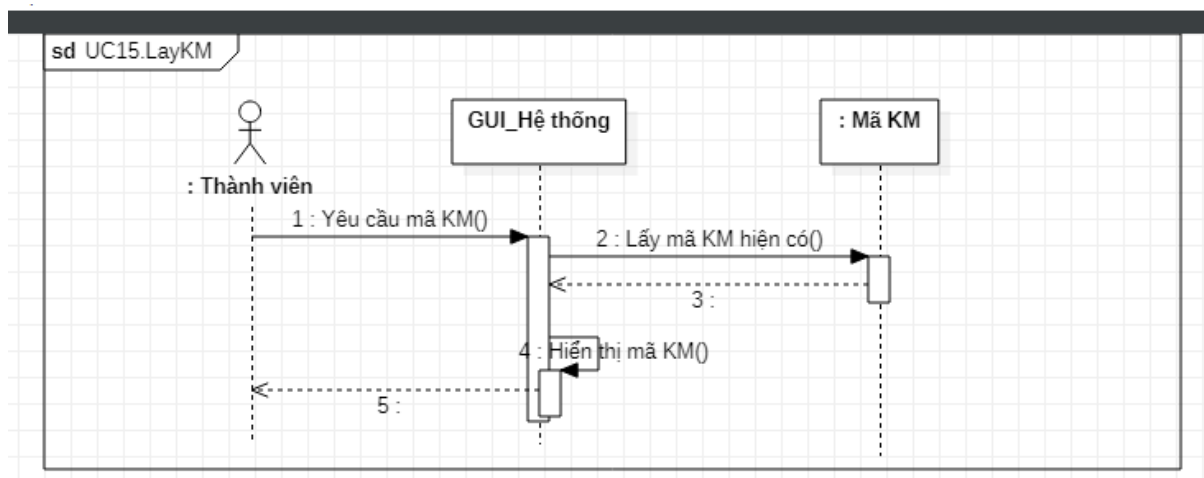 sd UC15.LayKM
GUI_Hệ thống
: Mã KM
: Thành viên
1 : Yêu cầu mã KM()
2 : Lấy mã KM hiện có()
3 :
4 : Hiển thị mã KM()
5 :